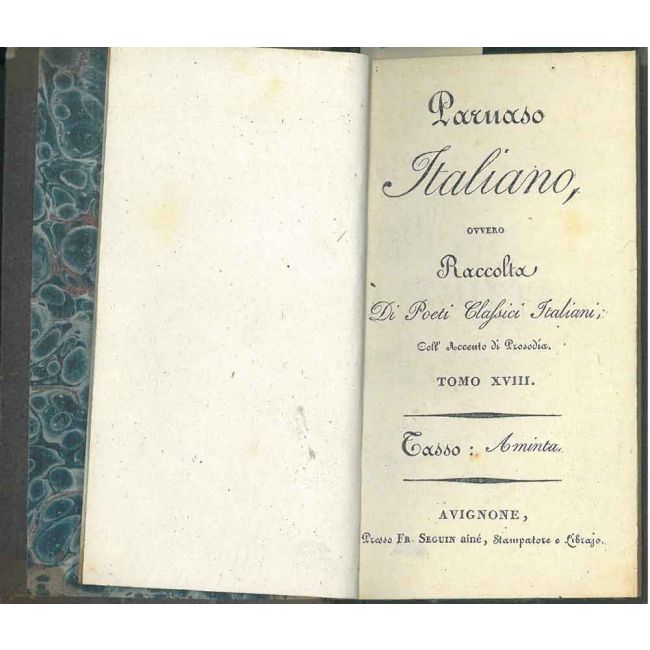 Parnaso
Italiano,
OVVERO
Raccolta
Di Poeti Claſsici Italiani,
Coll' Accento di Prosodia.
TOMO XVIII.
Tasso : Aminta.
AVIGNONE,
Presso FR. SEGUIN aîné, Stampatore e Librajo.